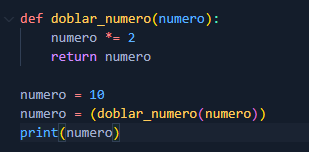 def doblar_numero(numero):
    numero *= 2
    return numero

numero = 10
numero = (doblar_numero(numero))
print(numero)